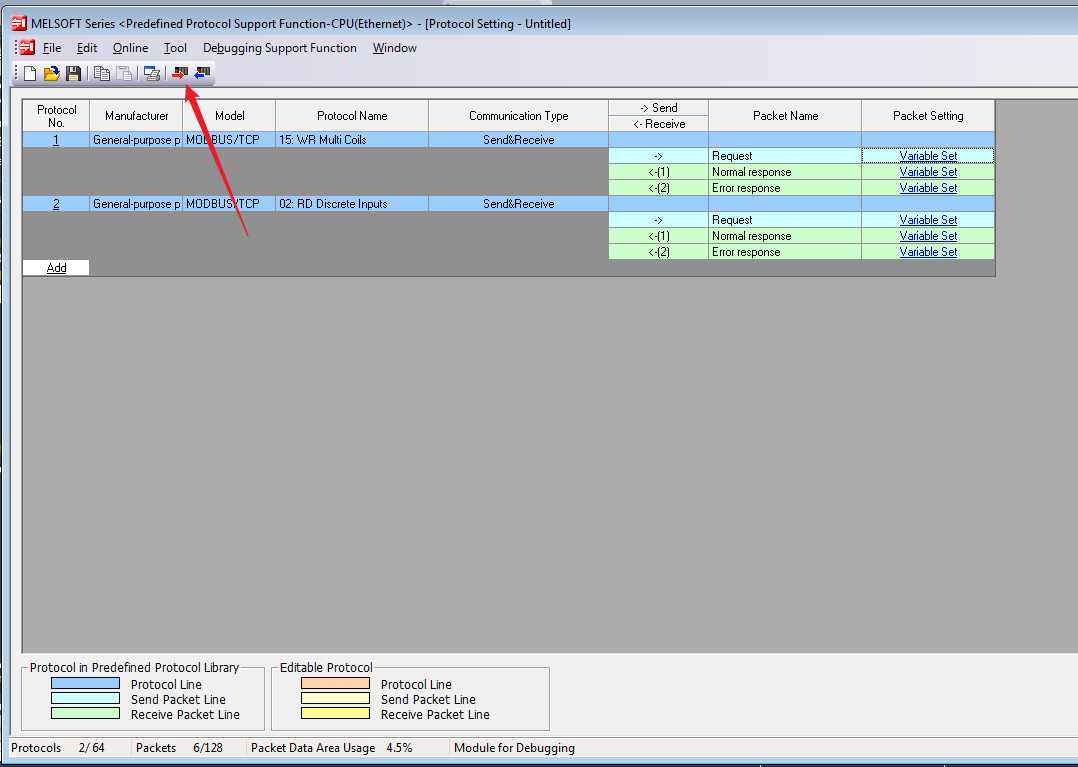 MELSOFT Series <Predefined Protocol Support Function-CPU(Ethernet)> - [Protocol Setting - Untitled]
File Edit Online Tool Debugging Support Function Window
Protocol No. Manufacturer Model Protocol Name Communication Type -> Send <- Receive Packet Name Packet Setting
1 General-purpose p MODBUS/TCP 15: WR Multi Coils Send&Receive
-> Request Variable Set
<-(1) Normal response Variable Set
<-(2) Error response Variable Set
2 General-purpose p MODBUS/TCP 02: RD Discrete Inputs Send&Receive
-> Request Variable Set
<-(1) Normal response Variable Set
<-(2) Error response Variable Set
Add
Protocol in Predefined Protocol Library
Protocol Line
Send Packet Line
Receive Packet Line
Editable Protocol
Protocol Line
Send Packet Line
Receive Packet Line
Protocols 2/ 64 Packets 6/128 Packet Data Area Usage 4.5% Module for Debugging